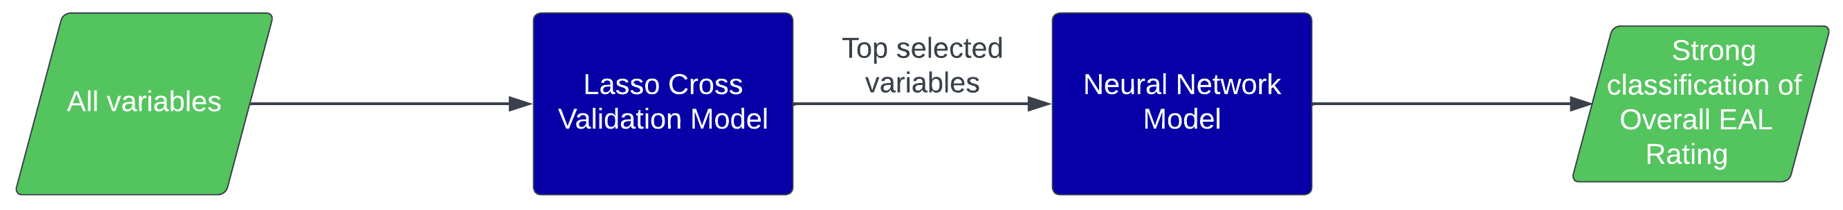 All variables
Lasso Cross
Validation Model
Top selected
variables
Neural Network
Model
Strong
classification of
Overall EAL
Rating